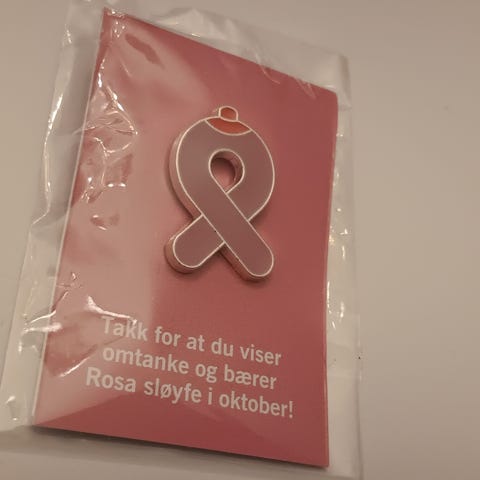 Takk for at du viser
omtanke og bærer
Rosa sløyfe i oktober!